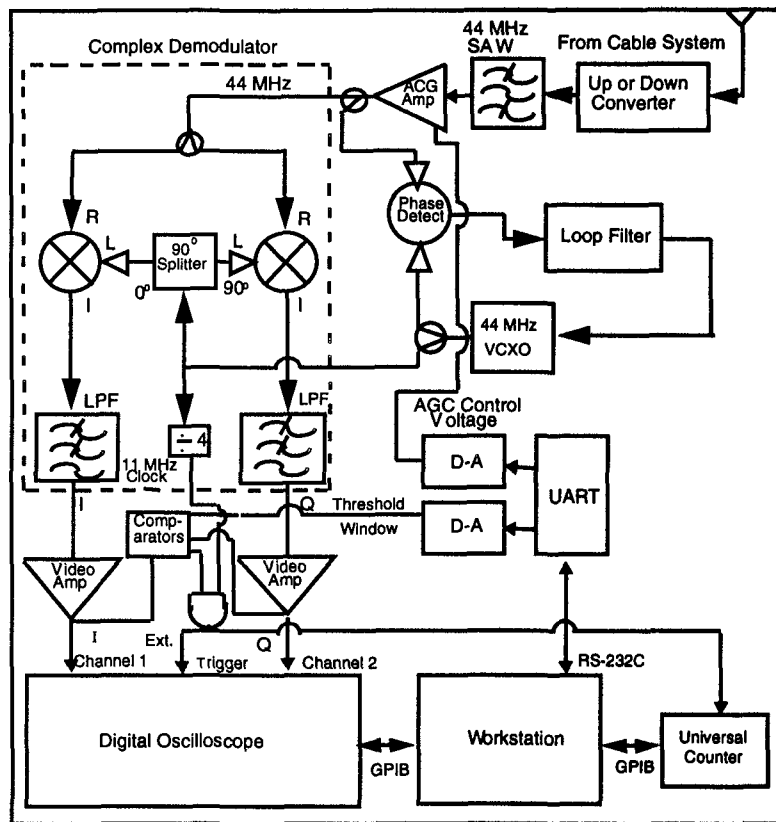 Complex Demodulator
44 MHz
SAW
From Cable System
44 MHz
ACG
Amp
Up or Down
Converter
R
R
Phase
Detect
Loop Filter
L
90°
Splitter
L
0°
90°
I
I
44 MHz
VCXO
LPF
LPF
÷ 4
11 MHz
Clock
AGC Control
Voltage
D-A
UART
I
Q
Threshold
Window
D-A
Comp-
arators
Video
Amp
Video
Amp
I
Ext.
Q
Channel 1
Trigger
Channel 2
RS-232C
Digital Oscilloscope
Workstation
Universal
Counter
GPIB
GPIB